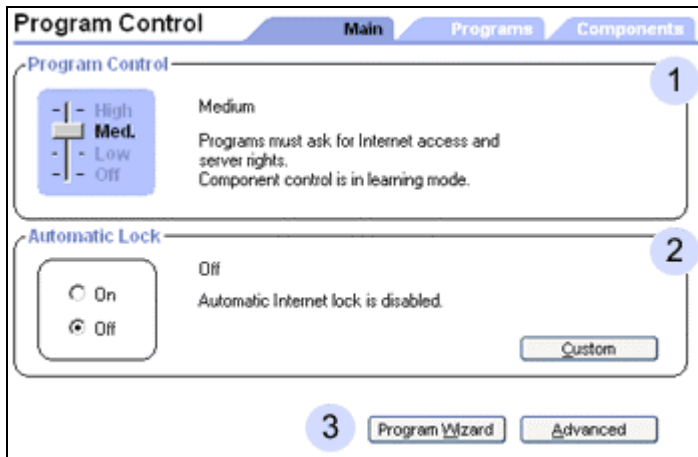 Program Control
Main
Programs
Components
Program Control
1
High
Med.
Low
Off
Medium
Programs must ask for Internet access and
server rights.
Component control is in learning mode.
Automatic Lock
2
On
Off
Off
Automatic Internet lock is disabled.
Custom
3
Program Wizard
Advanced